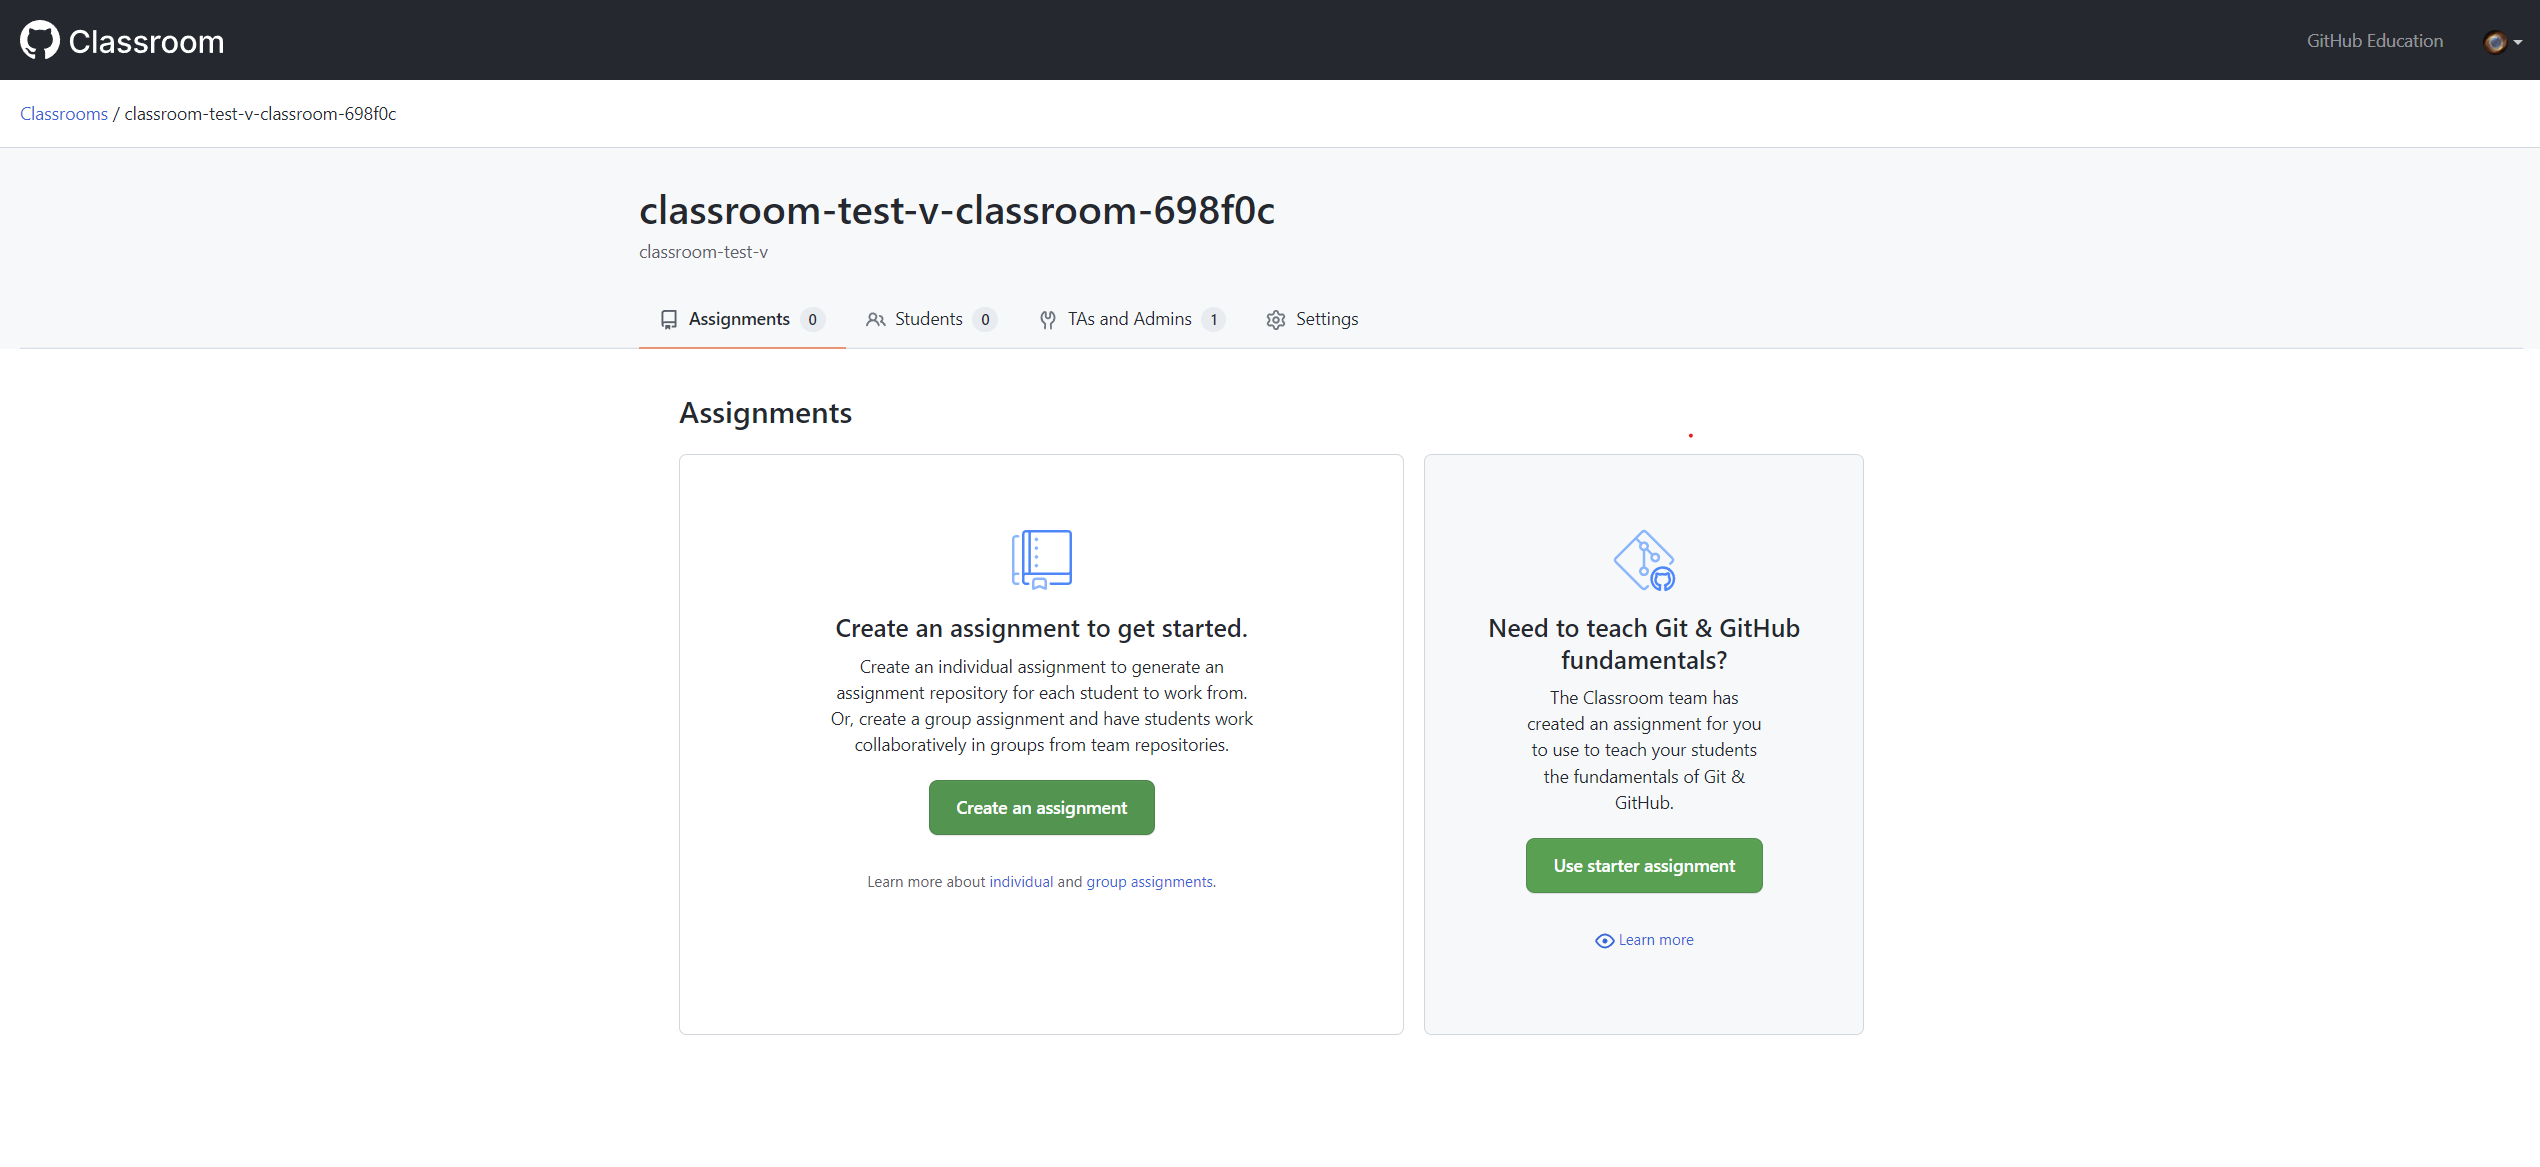 Classroom
GitHub Education
Classrooms / classroom-test-v-classroom-698f0c
classroom-test-v-classroom-698f0c
classroom-test-v
Assignments 0 Students 0 TAs and Admins 1 Settings
Assignments
Create an assignment to get started.
Create an individual assignment to generate an
assignment repository for each student to work from.
Or, create a group assignment and have students work
collaboratively in groups from team repositories.
Create an assignment
Learn more about individual and group assignments.
Need to teach Git & GitHub
fundamentals?
The Classroom team has
created an assignment for you
to use to teach your students
the fundamentals of Git &
GitHub.
Use starter assignment
Learn more